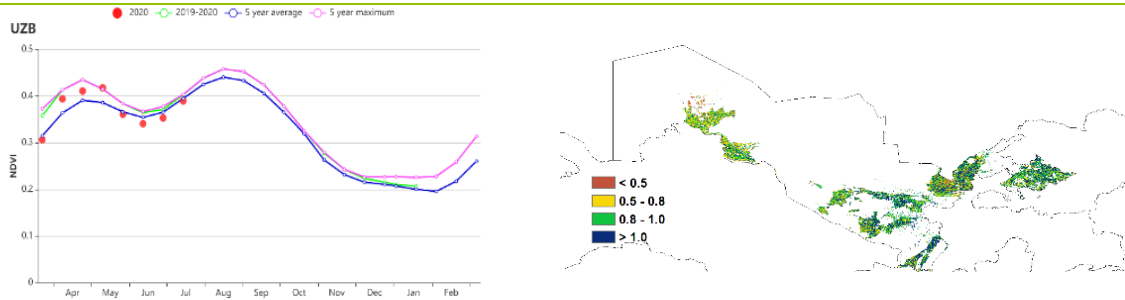 2020 2019-2020 5 year average 5 year maximum
UZB
0.5
0.4
0.3
0.2
0.1
0
NDVI
Apr May Jun Jul Aug Sep Oct Nov Dec Jan Feb
< 0.5
0.5 - 0.8
0.8 - 1.0
> 1.0